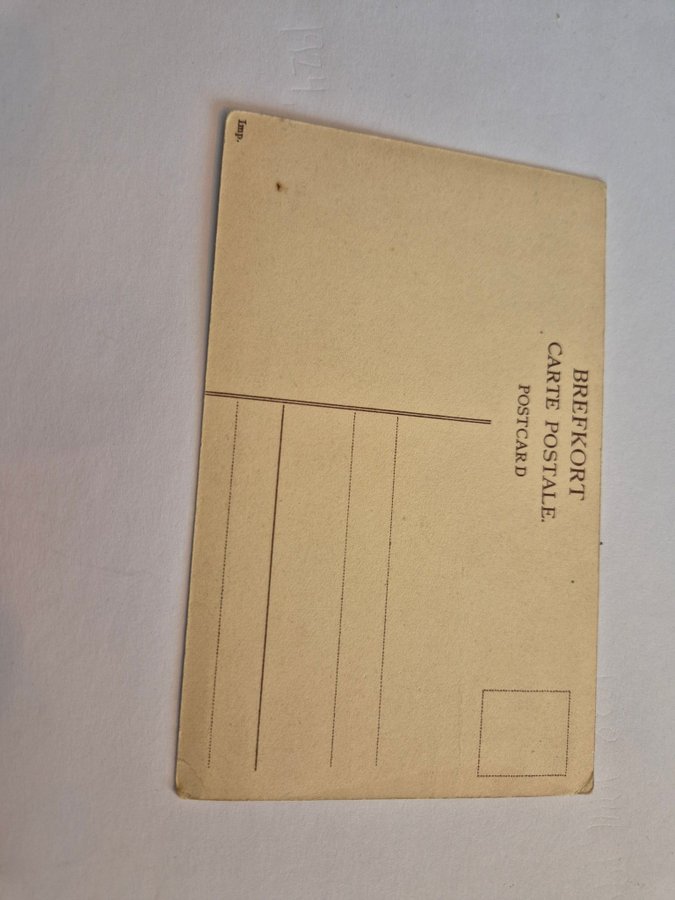 BREFKORT
CARTE POSTALE.
POSTCARD
Imp.